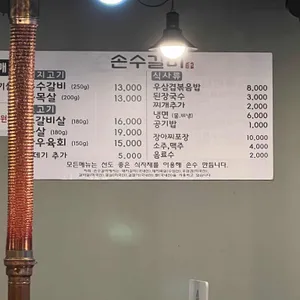 손수갈비
지고기
수갈비 (250g) 13,000
목살 (200g) 13,000
고기
갈비살 (180g) 16,000
살 (180g) 19,000
우육회 (150g) 15,000
추가 5,000
식사류
우삼겹볶음밥 8,000
된장국수 3,000
찌개추가 2,000
냉면 (물,비빔) 6,000
공기밥 1,000
장아찌포장 10,000
소주,맥주 4,000
음료수 2,000
모든메뉴는 선도 좋은 식자재를 이용해 손수 만듭니다.